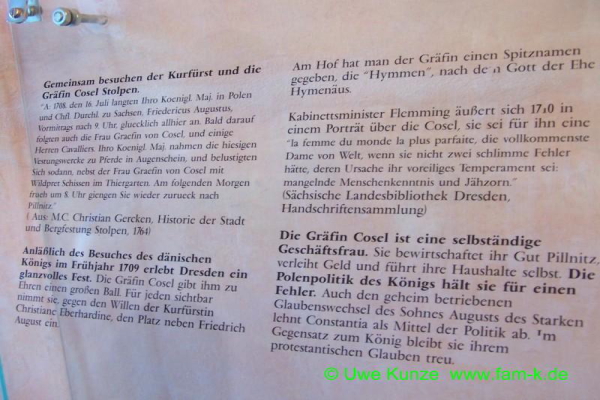 Gemeinsam besuchen der Kurfürst und die
Gräfin Cosel Stolpen.
"A. 1708. den 16. Juli langten Ihro Koenigl. Maj. in Polen
und Chfl. Durchl. zu Sachsen, Friedericus Augustus,
Vormittags nach 9. Uhr, gluecklich allhier an. Bald darauf
folgten auch die Frau Graefin von Cosel, und einige
Herren Cavalliers. Ihro Koenigl. Maj. nahmen die hiesigen
Vestungswercke zu Pferde in Augenschein, und belustigten
Sich sodann, nebst der Frau Graefin von Cosel mit
Wildpret Schissen im Thiergarten. Am folgenden Morgen
frueh um 8. Uhr giengen Sie wieder zurueck nach
Pillnitz."
( Aus: M.C. Christian Gercken, Historie der Stadt
und Bergfestung Stolpen, 1764)
Anläßlich des Besuches des dänischen
Königs im Frühjahr 1709 erlebt Dresden ein
glanzvolles Fest. Die Gräfin Cosel gibt ihm zu
Ehren einen großen Ball. Für jeden sichtbar
nimmt sie, gegen den Willen der Kurfürstin
Christiane Eberhardine, den Platz neben Friedrich
August ein.
Am Hof hat man der Gräfin einen Spitznamen
gegeben, die "Hymmen", nach dem Gott der Ehe
Hymenäus.
Kabinettsminister Flemming äußert sich 1710 in
einem Porträt über die Cosel, sie sei für ihn eine
"la femme du monde la plus parfaite, die vollkommenste
Dame von Welt, wenn sie nicht zwei schlimme Fehler
hätte, deren Ursache ihr voreiliges Temperament sei:
mangelnde Menschenkenntnis und Jähzorn."
(Sächsische Landesbibliothek Dresden,
Handschriftensammlung)
Die Gräfin Cosel ist eine selbständige
Geschäftsfrau. Sie bewirtschaftet ihr Gut Pillnitz,
verleiht Geld und führt ihre Haushalte selbst. Die
Polenpolitik des Königs hält sie für einen
Fehler. Auch den geheim betriebenen
Glaubenswechsel des Sohnes Augusts des Starken
lehnt Constantia als Mittel der Politik ab. Im
Gegensatz zum König bleibt sie ihrem
protestantischen Glauben treu.
© Uwe Kunze www.fam-k.de